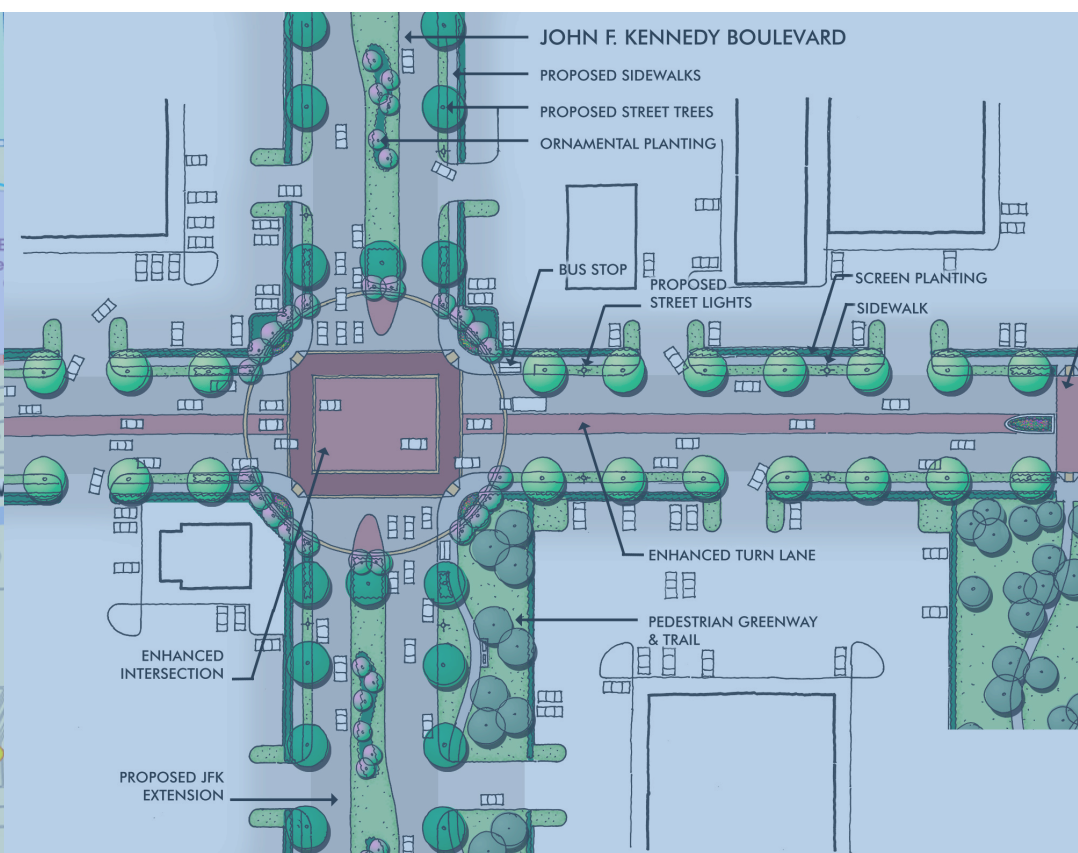 JOHN F. KENNEDY BOULEVARD
PROPOSED SIDEWALKS
PROPOSED STREET TREES
ORNAMENTAL PLANTING
BUS STOP
PROPOSED
STREET LIGHTS
SCREEN PLANTING
SIDEWALK
ENHANCED TURN LANE
PEDESTRIAN GREENWAY
& TRAIL
ENHANCED
INTERSECTION
PROPOSED JFK
EXTENSION